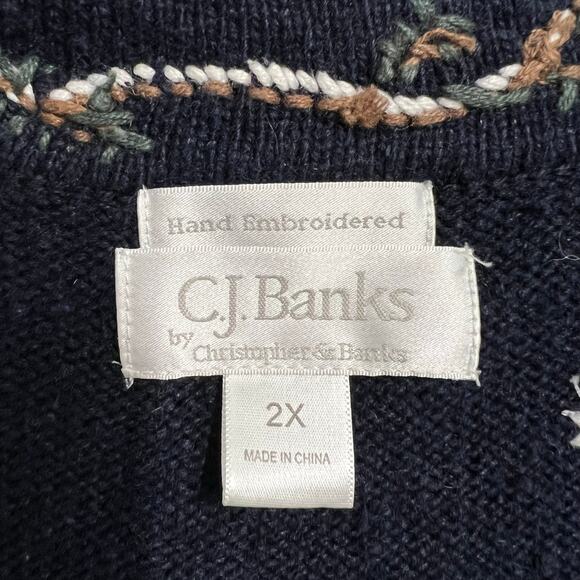 Hand Embroidered
C.J.Banks
by Christopher & Banks
2X
MADE IN CHINA